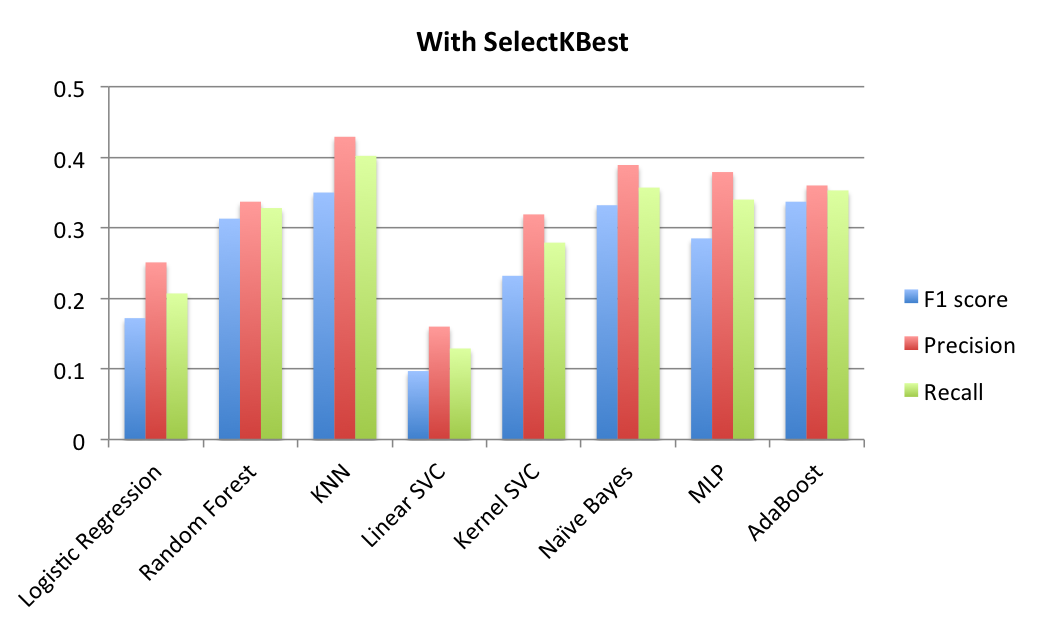 With SelectKBest
0.5
0.4
0.3
0.2
0.1
0
Logistic Regression
Random Forest
KNN
Linear SVC
Kernel SVC
Naïve Bayes
MLP
AdaBoost
F1 score
Precision
Recall